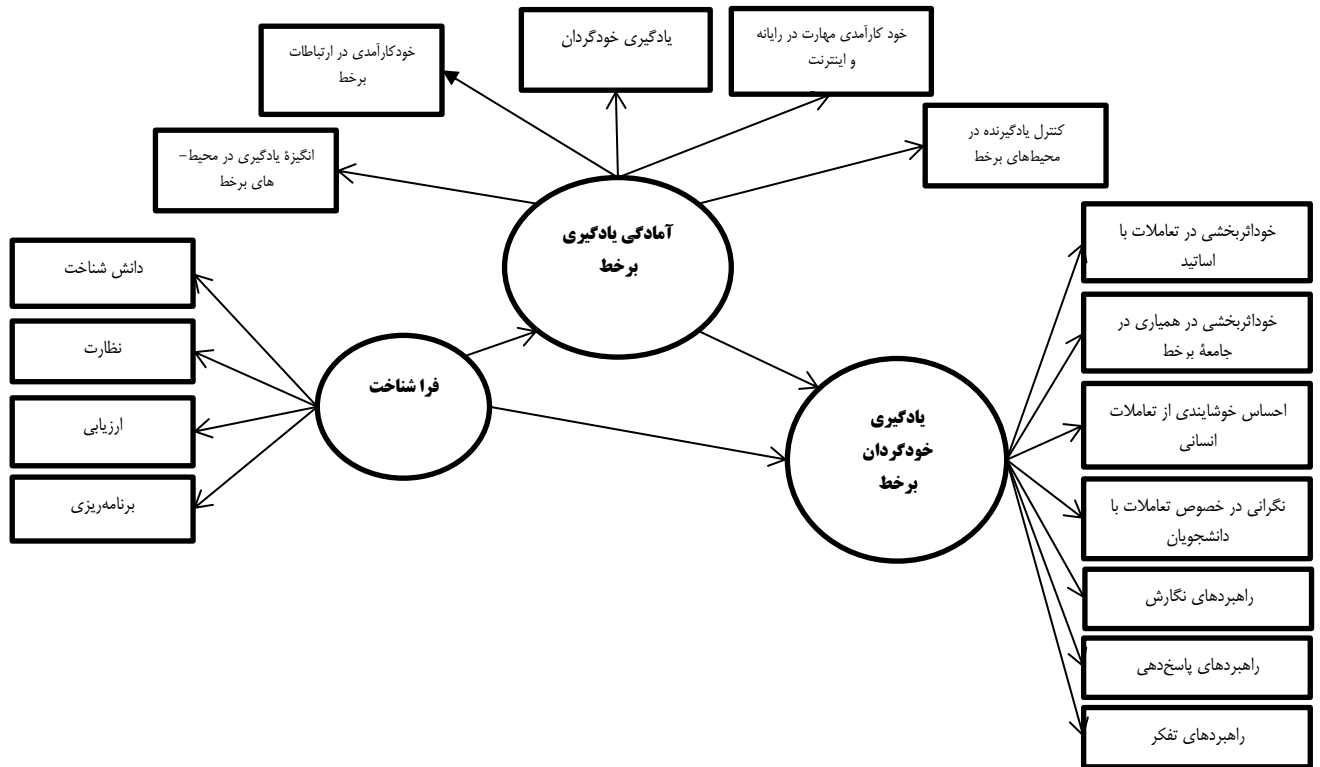 خودکارآمدی در ارتباطات
برخط
یادگیری خودگردان
خود کارآمدی مهارت در رایانه
و اینترنت
کنترل یادگیرنده در
محیط‌های برخط
انگیزهٔ یادگیری در محیط-
های برخط
آمادگی یادگیری
برخط
دانش شناخت
نظارت
ارزیابی
برنامه‌ریزی
فرا شناخت
یادگیری
خودگردان
برخط
خوداثربخشی در تعاملات با
اساتید
خوداثربخشی در همیاری در
جامعهٔ برخط
احساس خوشایندی از تعاملات
انسانی
نگرانی در خصوص تعاملات با
دانشجویان
راهبردهای نگارش
راهبردهای پاسخ‌دهی
راهبردهای تفکر